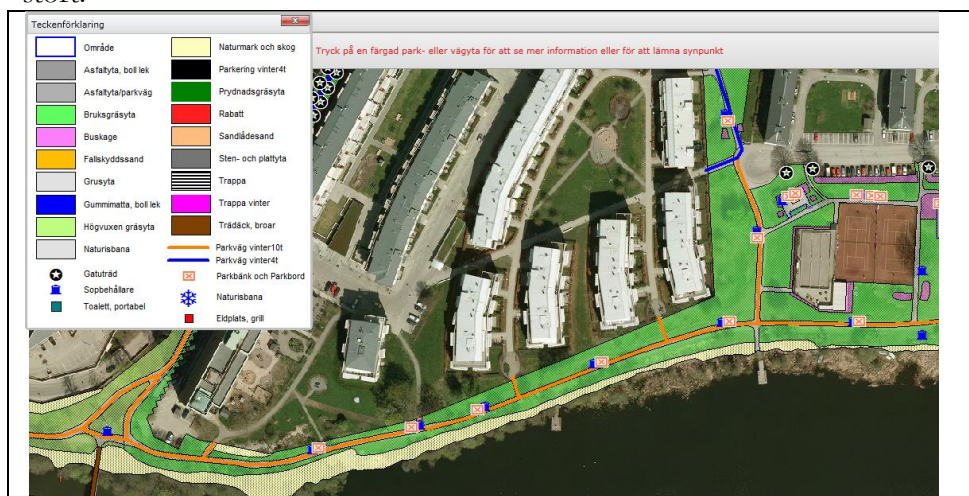 stort.
Teckenförklaring
Område
Asfaltyta, boll lek
Asfaltyta/parkväg
Bruksgräsyta
Buskage
Fallskyddssand
Grusyta
Gummimatta, boll lek
Högvuxen gräsyta
Naturisbana
Gatuträd
Sopbehållare
Toalett, portabel
Naturmark och skog
Parkering vinter4t
Prydnadsgräsyta
Rabatt
Sandlådesand
Sten- och plattyta
Trappa
Trappa vinter
Trädäck, broar
Parkväg vinter10t
Parkväg vinter4t
Parkbänk och Parkbord
Naturisbana
Eldplats, grill
Tryck på en färgad park- eller vägyta för att se mer information eller för att lämna synpunkt